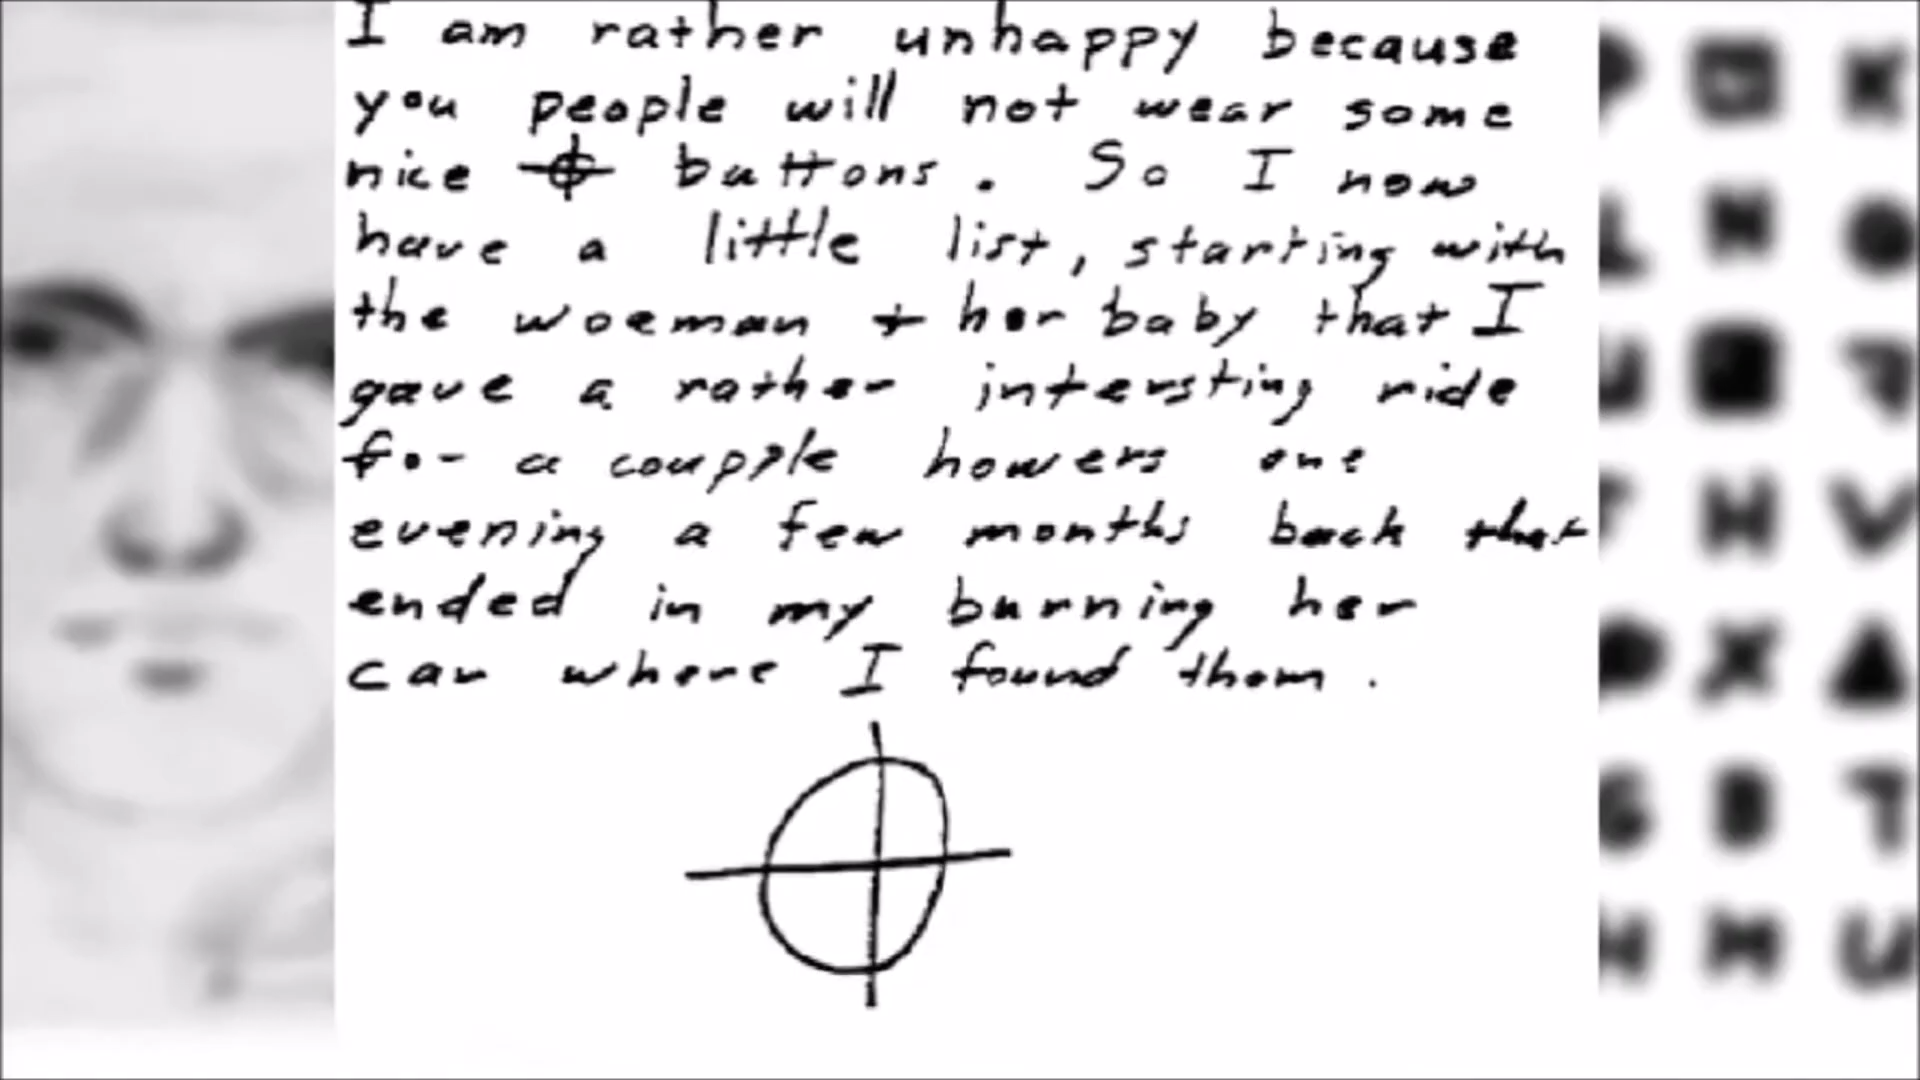 I am rather unhappy because
you people will not wear some
nice ⌖ buttons. So I now
have a little list, starting with
the woeman + her baby that I
gave a rather intersting ride
for a coupple howers one
evening a few months back that
ended in my burning her
car where I found them.